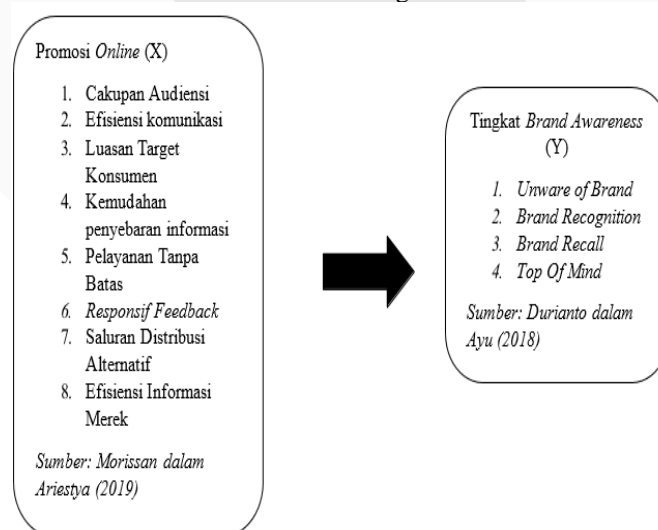 Promosi Online (X)
1. Cakupan Audiensi
2. Efisiensi komunikasi
3. Luasan Target
Konsumen
4. Kemudahan
penyebaran informasi
5. Pelayanan Tanpa
Batas
6. Responsif Feedback
7. Saluran Distribusi
Alternatif
8. Efisiensi Informasi
Merek
Sumber: Morissan dalam
Ariestya (2019)
Tingkat Brand Awareness
(Y)
1. Unware of Brand
2. Brand Recognition
3. Brand Recall
4. Top Of Mind
Sumber: Durianto dalam
Ayu (2018)